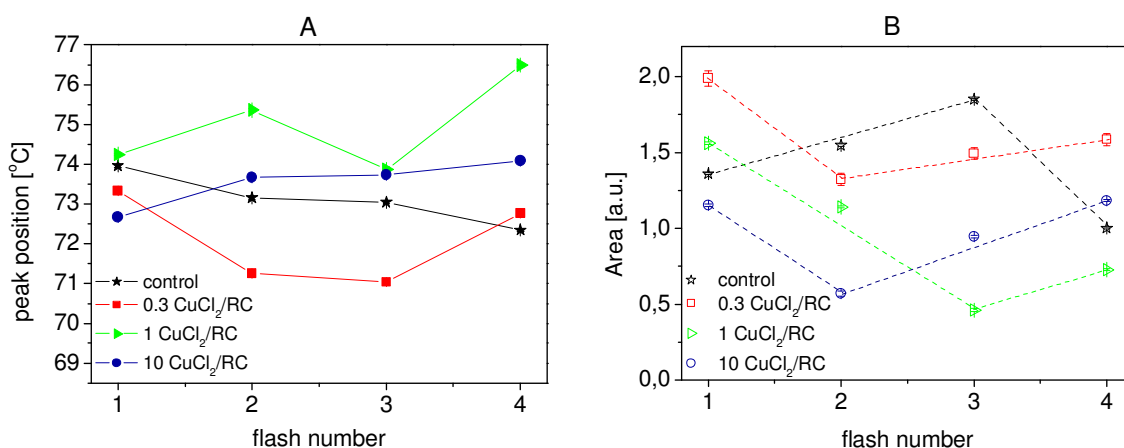 A
77
76
75
74
73
72
71
70
69
peak position [°C]
control
0.3 CuCl2/RC
1 CuCl2/RC
10 CuCl2/RC
1 2 3 4
flash number
B
2,0
1,5
1,0
0,5
0,0
Area [a.u.]
control
0.3 CuCl2/RC
1 CuCl2/RC
10 CuCl2/RC
1 2 3 4
flash number